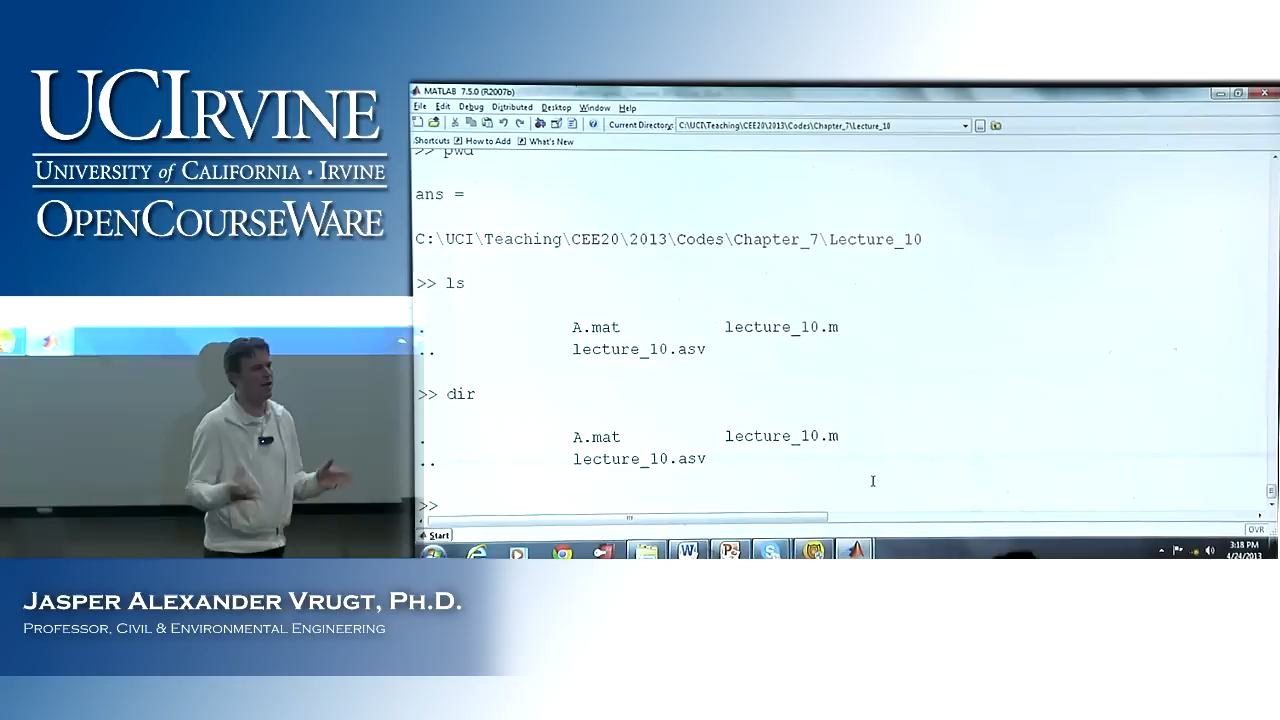 UCIRVINE
UNIVERSITY of CALIFORNIA • IRVINE
OPENCOURSEWARE
MATLAB 7.5.0 (R2007b)
File Edit Debug Distributed Desktop Window Help
Current Directory: C:\UCI\Teaching\CEE20\2013\Codes\Chapter_7\Lecture_10
Shortcuts How to Add What's New
>> pwd
ans =
C:\UCI\Teaching\CEE20\2013\Codes\Chapter_7\Lecture_10
>> ls
. A.mat lecture_10.m
.. lecture_10.asv
>> dir
. A.mat lecture_10.m
.. lecture_10.asv
>>
Start
OVR
3:18 PM
4/24/2013
JASPER ALEXANDER VRUGT, PH.D.
PROFESSOR, CIVIL & ENVIRONMENTAL ENGINEERING